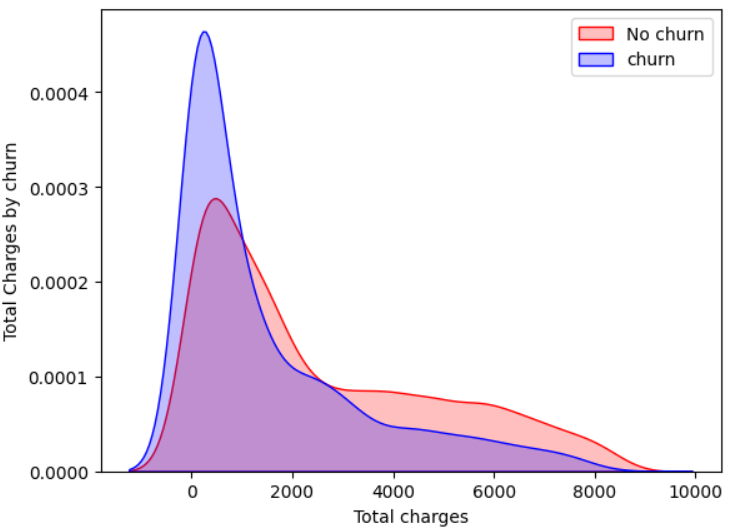 No churn
churn
0.0004
0.0003
0.0002
0.0001
0.0000
Total Charges by churn
0 2000 4000 6000 8000 10000
Total charges